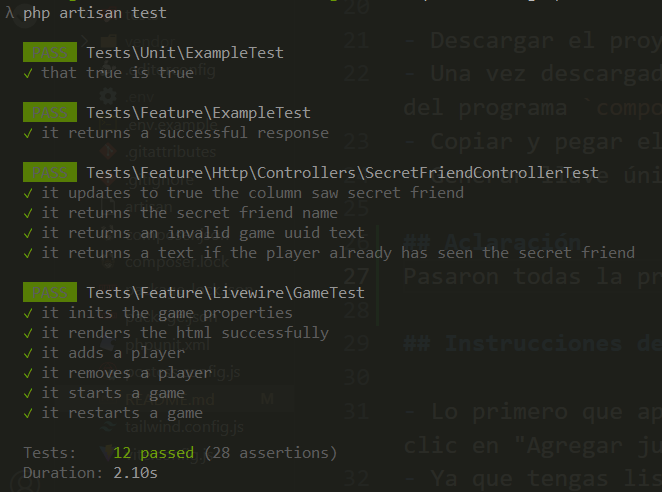 λ php artisan test
PASS Tests\Unit\ExampleTest
✓ that true is true
PASS Tests\Feature\ExampleTest
✓ it returns a successful response
PASS Tests\Feature\Http\Controllers\SecretFriendControllerTest
✓ it updates to true the column saw secret friend
✓ it returns the secret friend name
✓ it returns an invalid game uuid text
✓ it returns a text if the player already has seen the secret friend
PASS Tests\Feature\Livewire\GameTest
✓ it inits the game properties
✓ it renders the html successfully
✓ it adds a player
✓ it removes a player
✓ it starts a game
✓ it restarts a game
Tests: 12 passed (28 assertions)
Duration: 2.10s
.env
.env.example
.gitattributes
composer.lock
tailwind.config.js
20
21 - Descargar el proy
22 - Una vez descargad
del programa `compo
23 - Copiar y pegar el
25
26 ## Aclaración
27 Pasaron todas la pr
28
29 ## Instrucciones de
30
31 - Lo primero que ap
clic en "Agregar ju
32 - Ya que tengas lis